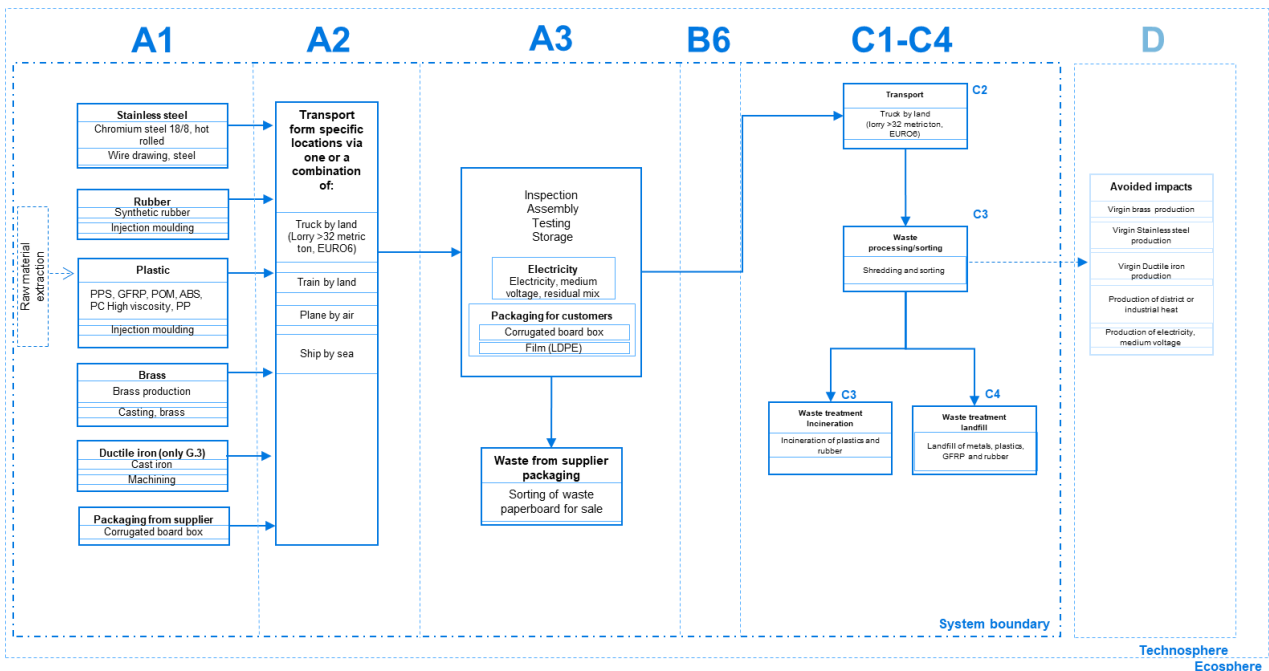 A1
A2
A3
B6
C1-C4
D
Raw material
extraction
Stainless steel
Chromium steel 18/8, hot
rolled
Wire drawing, steel
Rubber
Synthetic rubber
Injection moulding
Plastic
PPS, GFRP, POM, ABS,
PC High viscosity, PP
Injection moulding
Brass
Brass production
Casting, brass
Ductile iron (only G.3)
Cast iron
Machining
Packaging from supplier
Corrugated board box
Transport
form specific
locations via
one or a
combination
of:
Truck by land
(Lorry >32 metric
ton, EURO6)
Train by land
Plane by air
Ship by sea
Inspection
Assembly
Testing
Storage
Electricity
Electricity, medium
voltage, residual mix
Packaging for customers
Corrugated board box
Film (LDPE)
Waste from supplier
packaging
Sorting of waste
paperboard for sale
Transport
Truck by land
(lorry >32 metric ton,
EURO6)
C2
C3
Waste
processing/sorting
Shredding and sorting
C3
Waste treatment
Incineration
Incineration of plastics and
rubber
C4
Waste treatment
landfill
Landfill of metals, plastics,
GFRP and rubber
Avoided impacts
Virgin brass production
Virgin Stainless steel
production
Virgin Ductile iron
production
Production of district or
industrial heat
Production of electricity,
medium voltage
System boundary
Technosphere
Ecosphere